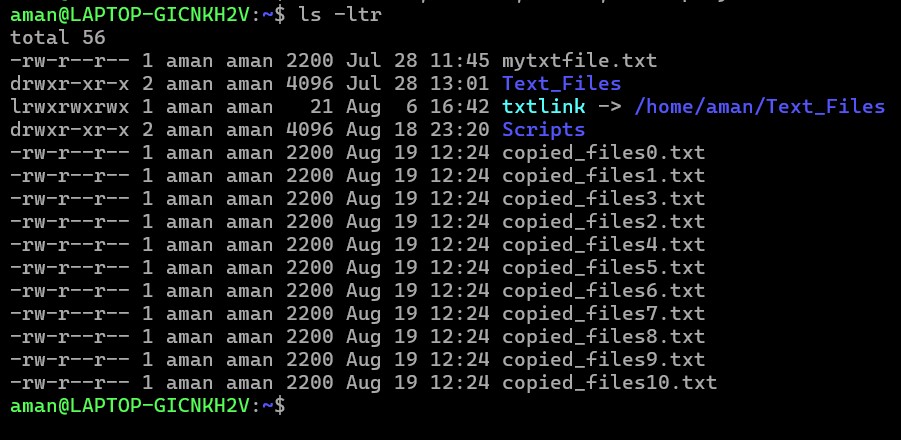 aman@LAPTOP-GICNKH2V:~$ ls -ltr
total 56
-rw-r--r-- 1 aman aman 2200 Jul 28 11:45 mytxtfile.txt
drwxr-xr-x 2 aman aman 4096 Jul 28 13:01 Text_Files
lrwxrwxrwx 1 aman aman   21 Aug  6 16:42 txtlink -> /home/aman/Text_Files
drwxr-xr-x 2 aman aman 4096 Aug 18 23:20 Scripts
-rw-r--r-- 1 aman aman 2200 Aug 19 12:24 copied_files0.txt
-rw-r--r-- 1 aman aman 2200 Aug 19 12:24 copied_files1.txt
-rw-r--r-- 1 aman aman 2200 Aug 19 12:24 copied_files3.txt
-rw-r--r-- 1 aman aman 2200 Aug 19 12:24 copied_files2.txt
-rw-r--r-- 1 aman aman 2200 Aug 19 12:24 copied_files4.txt
-rw-r--r-- 1 aman aman 2200 Aug 19 12:24 copied_files5.txt
-rw-r--r-- 1 aman aman 2200 Aug 19 12:24 copied_files6.txt
-rw-r--r-- 1 aman aman 2200 Aug 19 12:24 copied_files7.txt
-rw-r--r-- 1 aman aman 2200 Aug 19 12:24 copied_files8.txt
-rw-r--r-- 1 aman aman 2200 Aug 19 12:24 copied_files9.txt
-rw-r--r-- 1 aman aman 2200 Aug 19 12:24 copied_files10.txt
aman@LAPTOP-GICNKH2V:~$